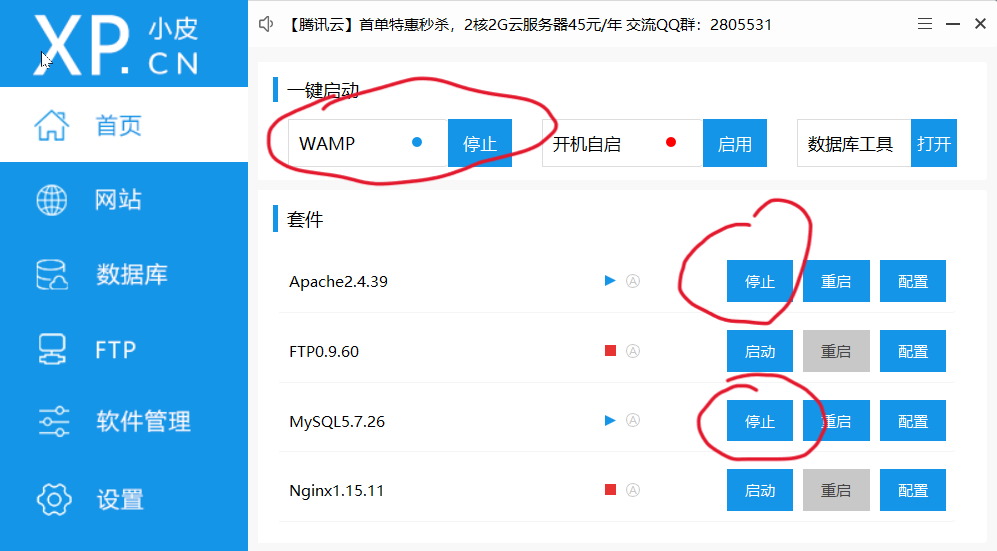 XP.CN 小皮
【腾讯云】首单特惠秒杀，2核2G云服务器45元/年 交流QQ群：2805531
首页
网站
数据库
FTP
软件管理
设置
一键启动
WAMP 停止 开机自启 启用 数据库工具 打开
套件
Apache2.4.39 A 停止 重启 配置
FTP0.9.60 A 启动 重启 配置
MySQL5.7.26 A 停止 重启 配置
Nginx1.15.11 A 启动 重启 配置